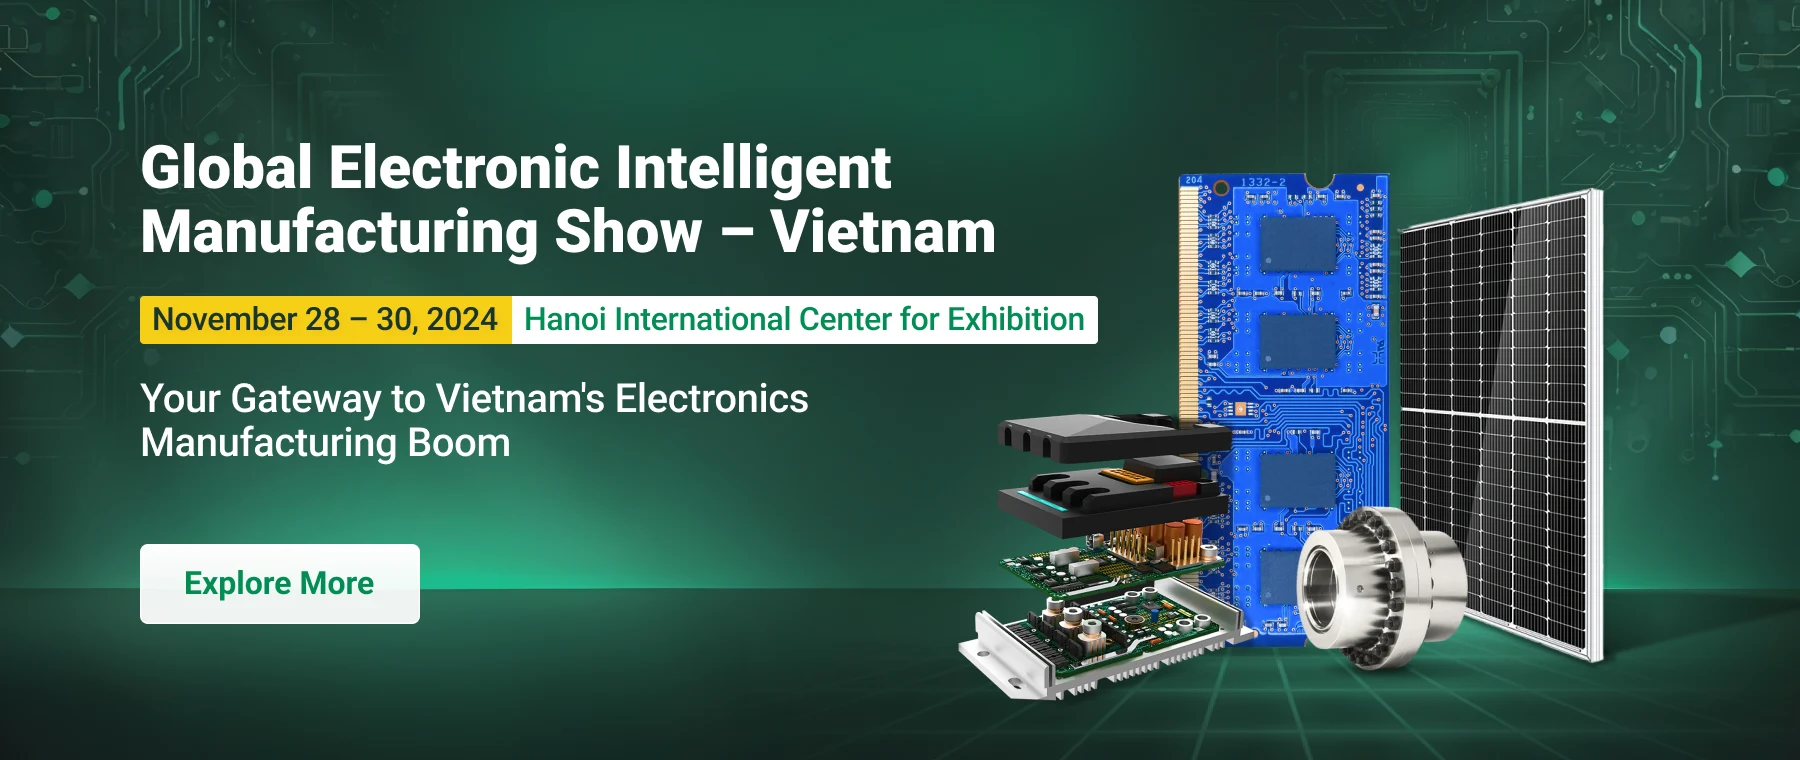 Global Electronic Intelligent
Manufacturing Show – Vietnam
November 28 – 30, 2024 Hanoi International Center for Exhibition
Your Gateway to Vietnam's Electronics
Manufacturing Boom
Explore More
204 1332-2